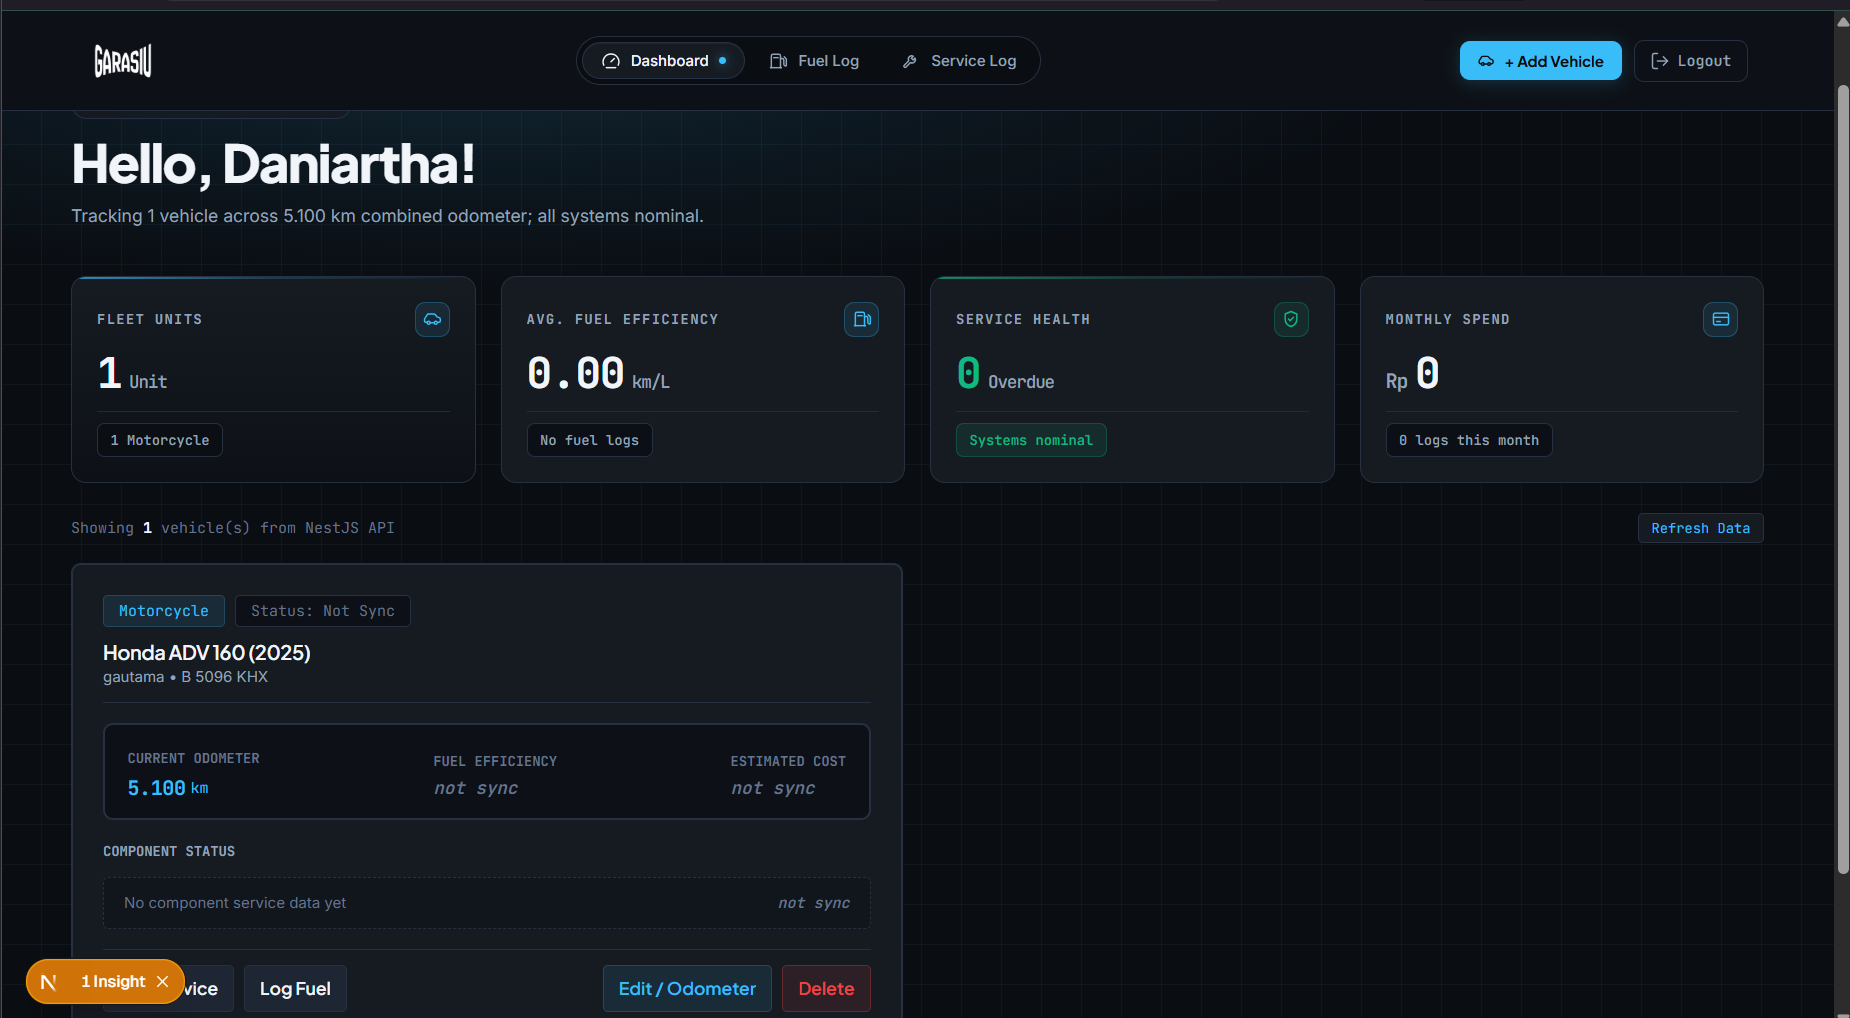 GARASIU
Dashboard
Fuel Log
Service Log
+ Add Vehicle
Logout
Hello, Daniartha!
Tracking 1 vehicle across 5.100 km combined odometer; all systems nominal.
FLEET UNITS
1 Unit
1 Motorcycle
AVG. FUEL EFFICIENCY
0.00 km/L
No fuel logs
SERVICE HEALTH
0 Overdue
Systems nominal
MONTHLY SPEND
Rp 0
0 logs this month
Showing 1 vehicle(s) from NestJS API
Refresh Data
Motorcycle
Status: Not Sync
Honda ADV 160 (2025)
gautama • B 5096 KHX
CURRENT ODOMETER
5.100 km
FUEL EFFICIENCY
not sync
ESTIMATED COST
not sync
COMPONENT STATUS
No component service data yet
not sync
N 1 Insight
vice
Log Fuel
Edit / Odometer
Delete